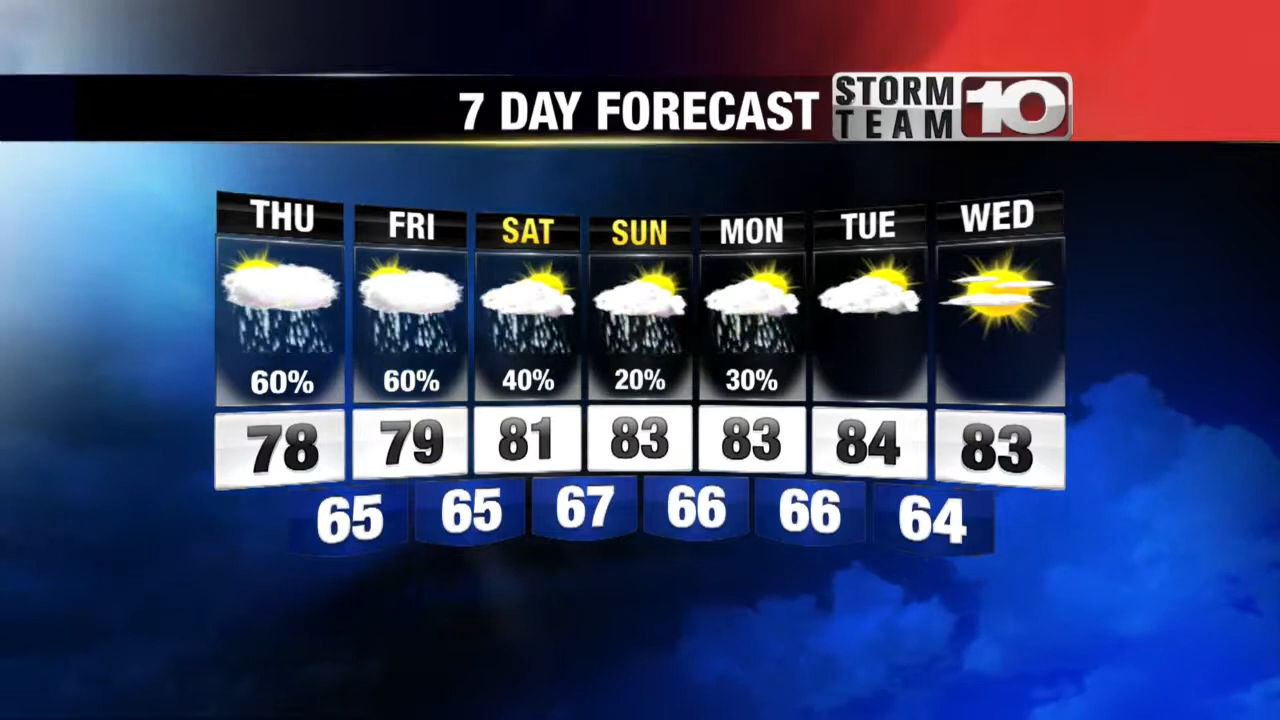 7 DAY FORECAST
STORM
TEAM
10
THU FRI SAT SUN MON TUE WED
60% 60% 40% 20% 30%
78 79 81 83 83 84 83
65 65 67 66 66 64